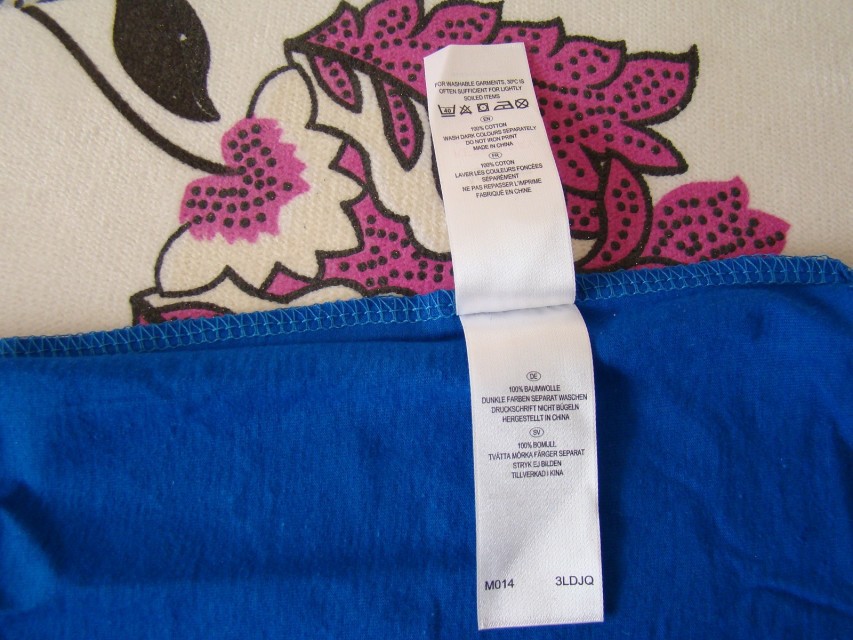 FOR WASHABLE GARMENTS, 30°C IS
OFTEN SUFFICIENT FOR LIGHTLY
SOILED ITEMS
40
EN
100% COTTON
WASH DARK COLOURS SEPARATELY
DO NOT IRON PRINT
MADE IN CHINA
FR
100% COTON
LAVER LES COULEURS FONCÉES
SÉPARÉMENT
NE PAS REPASSER L'IMPRIME
FABRIQUÉ EN CHINE
DE
100% BAUMWOLLE
DUNKLE FARBEN SEPARAT WASCHEN
DRUCKSCHRIFT NICHT BÜGELN
HERGESTELLT IN CHINA
SV
100% BOMULL
TVÄTTA MÖRKA FÄRGER SEPARAT
STRYK EJ BILDEN
TILLVERKAD I KINA
M014 3LDJQ